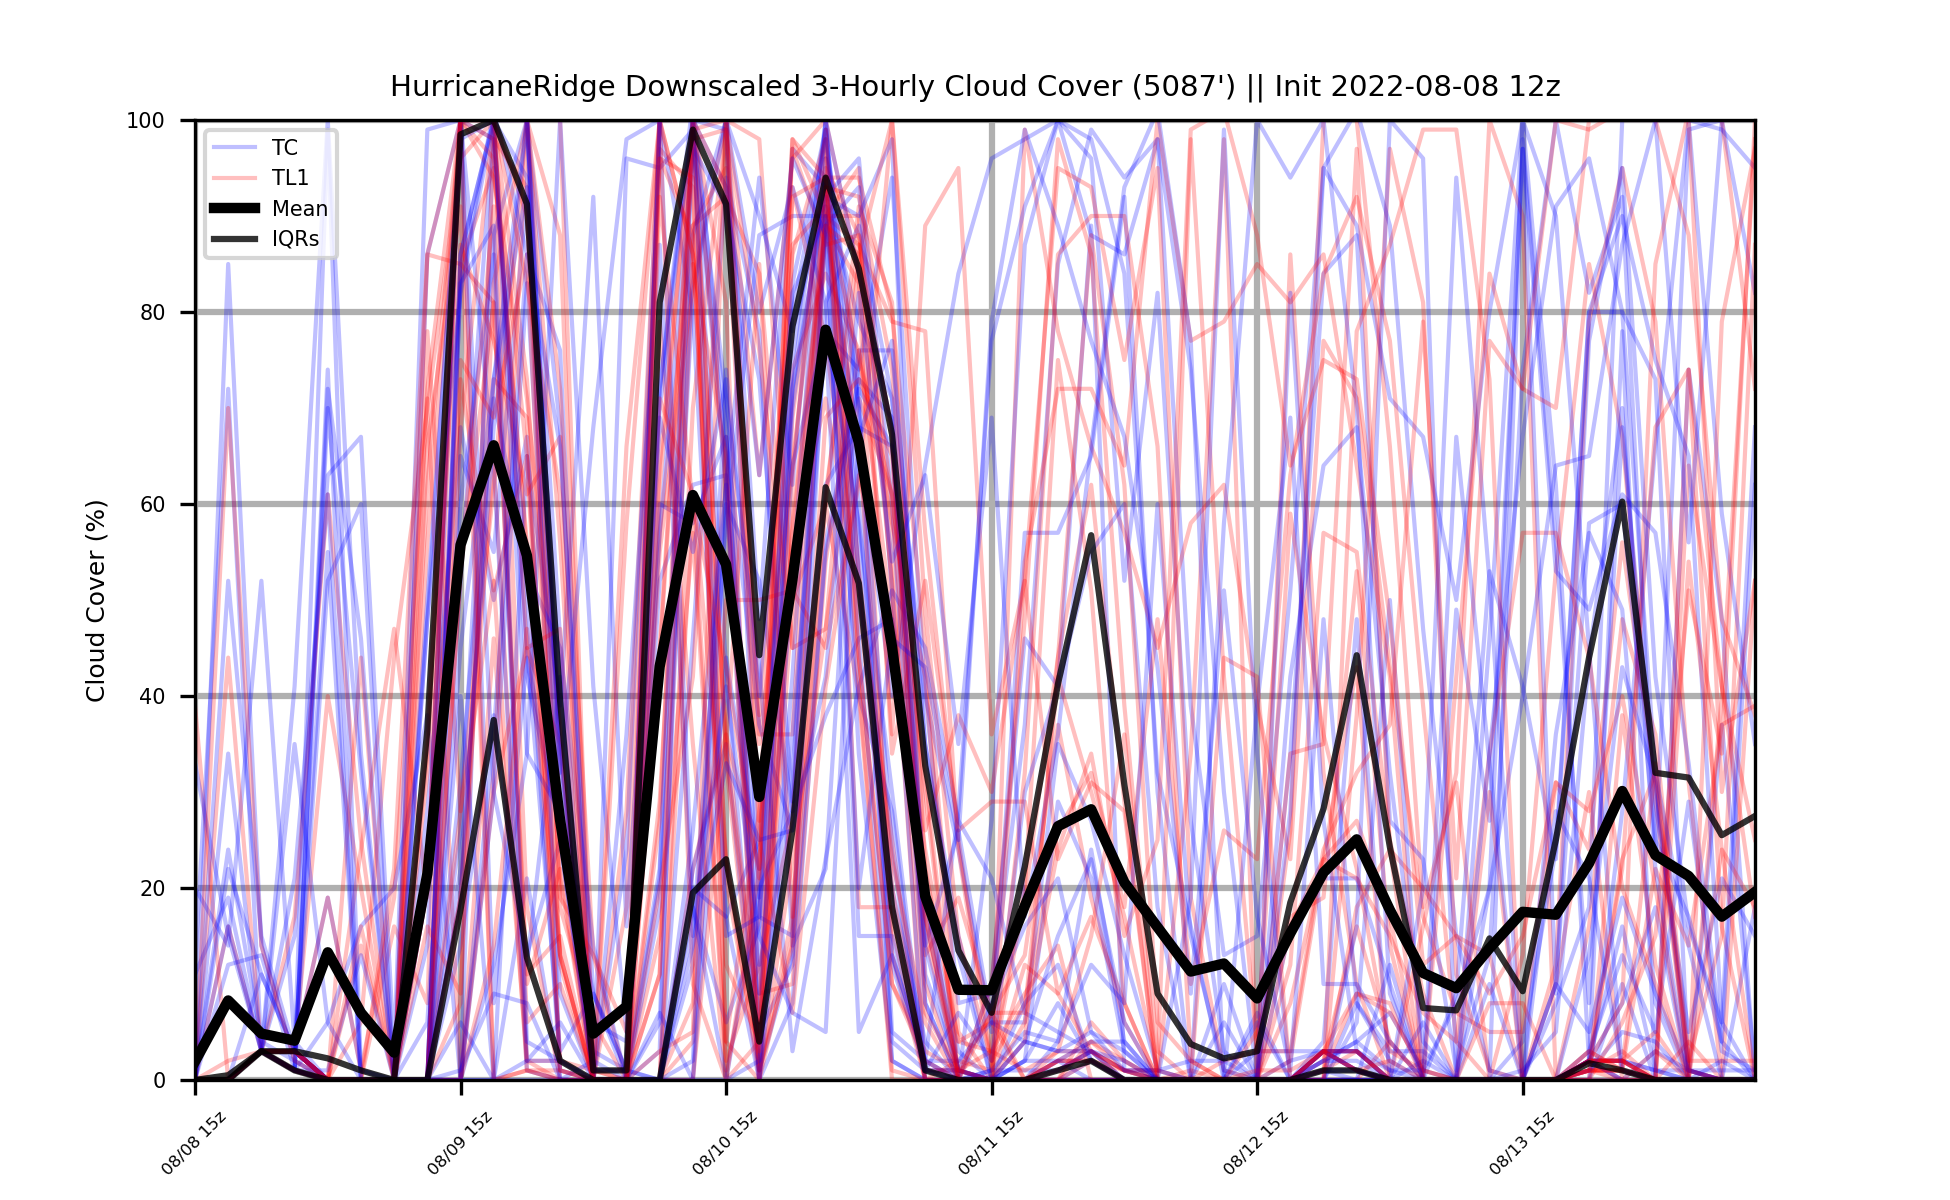 HurricaneRidge Downscaled 3-Hourly Cloud Cover (5087') || Init 2022-08-08 12z
100
80
60
40
20
0
Cloud Cover (%)
TC
TL1
Mean
IQRs
08/08 15z
08/09 15z
08/10 15z
08/11 15z
08/12 15z
08/13 15z